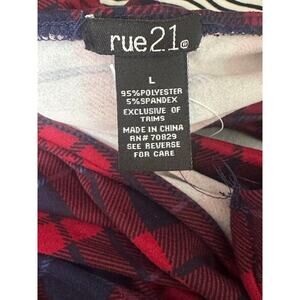 rue21®
L
95%POLYESTER
5%SPANDEX
EXCLUSIVE OF
TRIMS
MADE IN CHINA
RN#70829
SEE REVERSE
FOR CARE